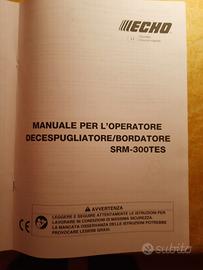 ECHO
MANUALE PER L'OPERATORE
DECESPUGLIATORE/BORDATORE
SRM-300TES
AVVERTENZA
LEGGERE E SEGUIRE ATTENTAMENTE LE ISTRUZIONI PER
LAVORARE IN CONDIZIONI DI MASSIMA SICUREZZA.
LA MANCATA OSSERVANZA DELLE ISTRUZIONI POTREBBE
PROVOCARE LESIONI GRAVI.
CE
subito